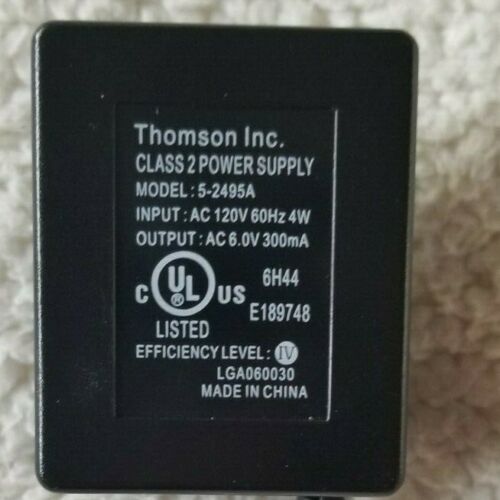 Thomson Inc.
CLASS 2 POWER SUPPLY
MODEL : 5-2495A
INPUT : AC 120V 60Hz 4W
OUTPUT : AC 6.0V 300mA
6H44
C UL ® US
E189748
LISTED
EFFICIENCY LEVEL : IV
LGA060030
MADE IN CHINA